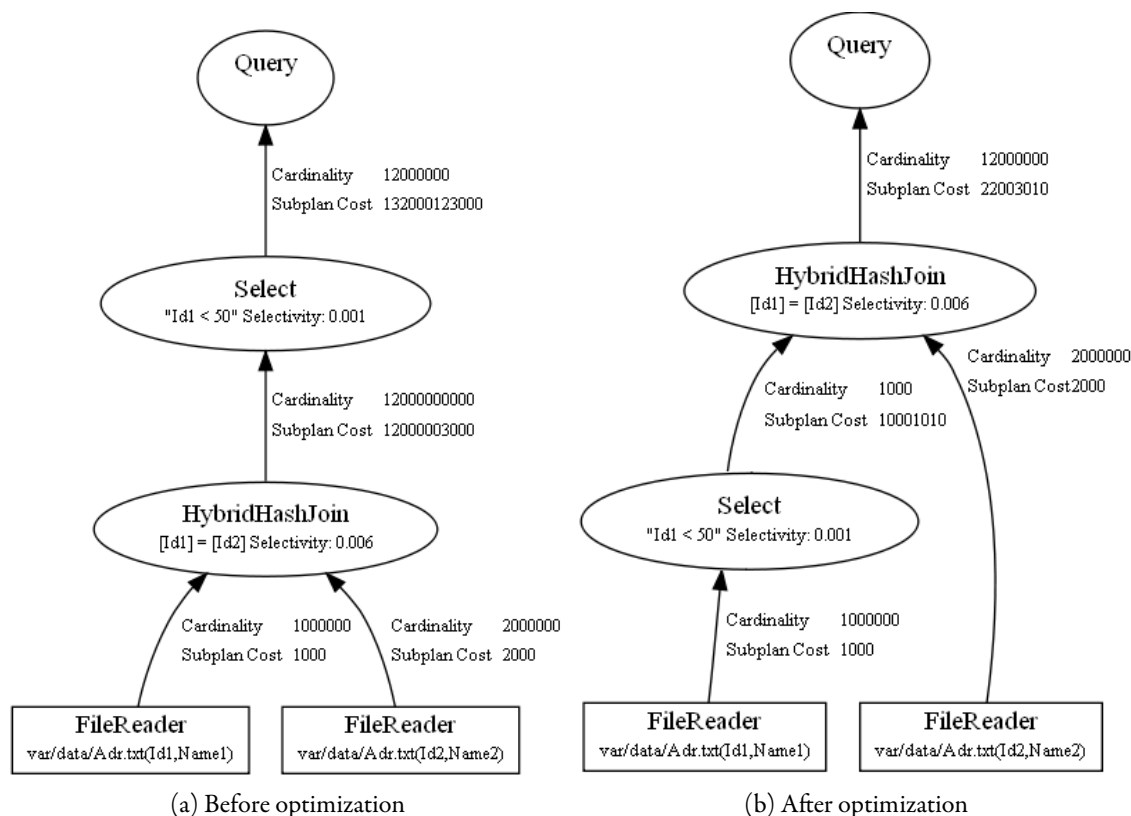 Query
Cardinality 12000000
Subplan Cost 132000123000
Select
"Id1 < 50" Selectivity: 0.001
Cardinality 12000000000
Subplan Cost 12000003000
HybridHashJoin
[Id1] = [Id2] Selectivity: 0.006
Cardinality 1000000
Subplan Cost 1000
Cardinality 2000000
Subplan Cost 2000
FileReader
var/data/Adr.txt(Id1,Name1)
FileReader
var/data/Adr.txt(Id2,Name2)
(a) Before optimization
Query
Cardinality 12000000
Subplan Cost 22003010
HybridHashJoin
[Id1] = [Id2] Selectivity: 0.006
Cardinality 2000000
Subplan Cost2000
Cardinality 1000
Subplan Cost 10001010
Select
"Id1 < 50" Selectivity: 0.001
Cardinality 1000000
Subplan Cost 1000
FileReader
var/data/Adr.txt(Id1,Name1)
FileReader
var/data/Adr.txt(Id2,Name2)
(b) After optimization